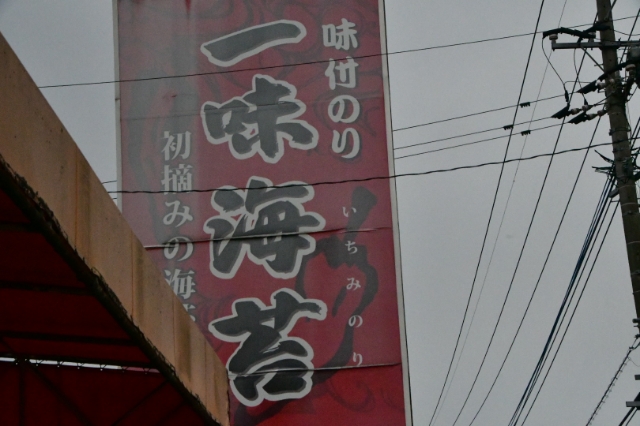 味付のり
一味海苔
いちみのり
初摘みの海